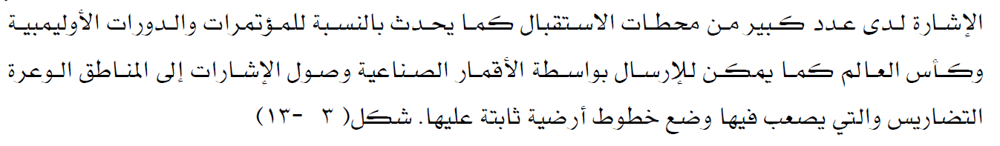 الإشارة لدى عدد كبير من محطات الاستقبال كما يحدث بالنسبة للمؤتمرات والدورات الأوليمبية
وكأس العالم كما يمكن للإرسال بواسطة الأقمار الصناعية وصول الإشارات إلى المناطق الوعرة
التضاريس والتي يصعب فيها وضع خطوط أرضية ثابتة عليها. شكل( ٣ -١٣)